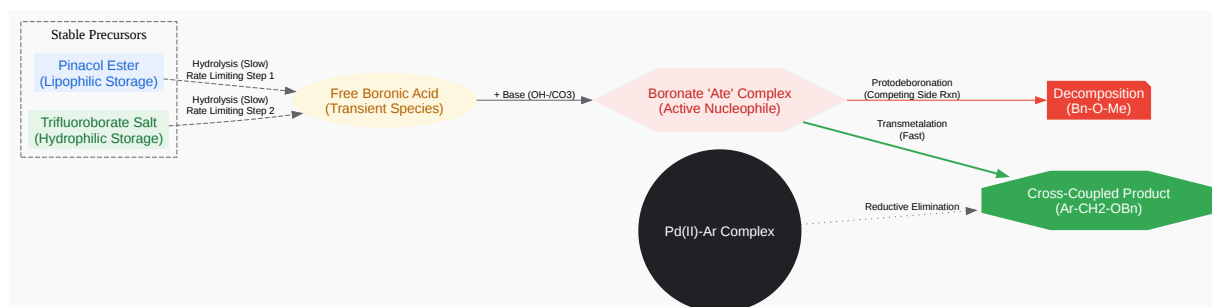 Stable Precursors
Pinacol Ester
(Lipophilic Storage)
Trifluoroborate Salt
(Hydrophilic Storage)
Hydrolysis (Slow)
Rate Limiting Step 1
Hydrolysis (Slow)
Rate Limiting Step 2
Free Boronic Acid
(Transient Species)
+ Base (OH-/CO3)
Boronate 'Ate' Complex
(Active Nucleophile)
Protodeboronation
(Competing Side Rxn)
Decomposition
(Bn-O-Me)
Transmetalation
(Fast)
Cross-Coupled Product
(Ar-CH2-OBn)
Reductive Elimination
Pd(II)-Ar Complex